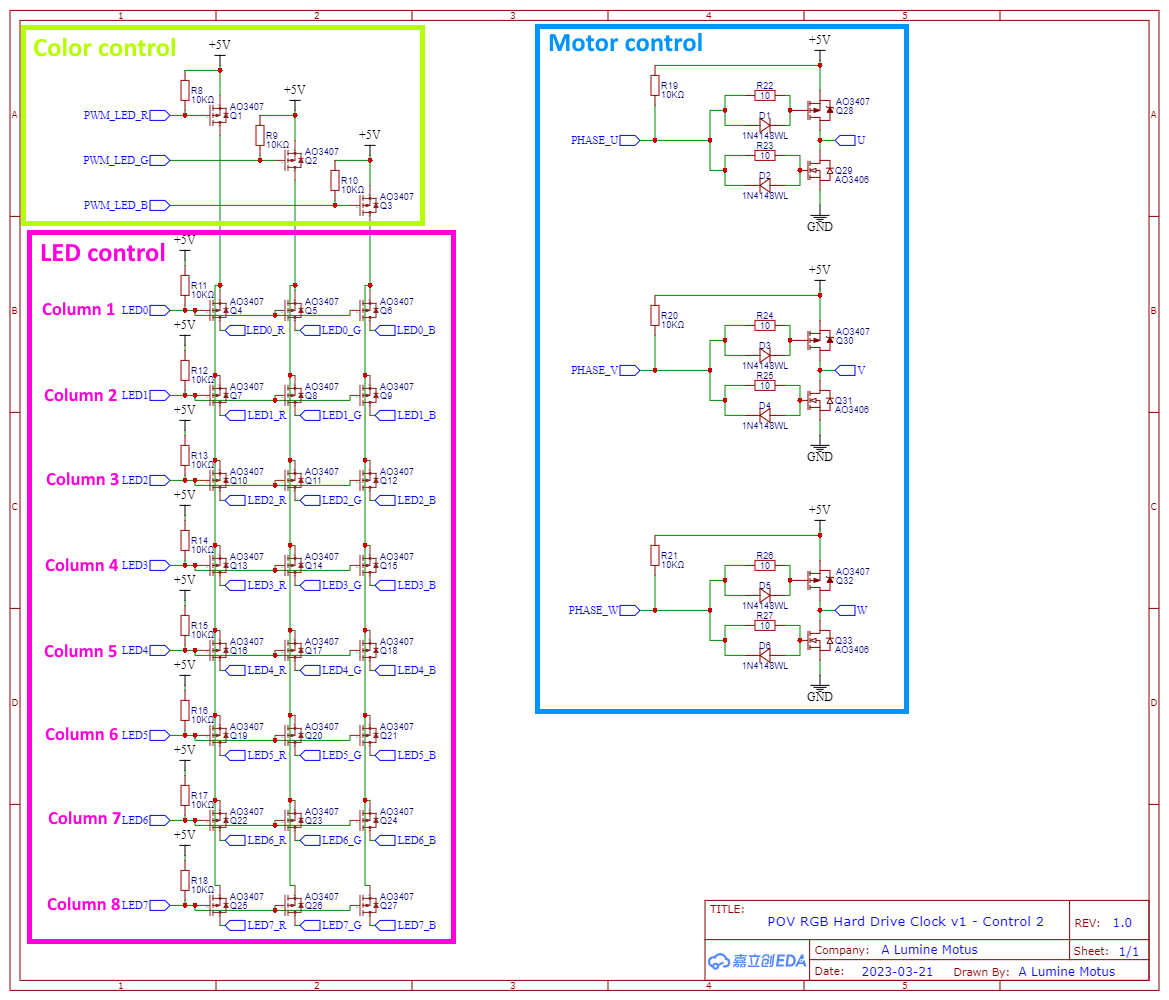 1 2 3 4 5
Color control
+5V
R8
10KΩ
AO3407
Q1
PWM_LED_R
+5V
R9
10KΩ
AO3407
Q2
PWM_LED_G
+5V
R10
10KΩ
AO3407
Q3
PWM_LED_B
LED control
+5V
R11
10KΩ
Column 1 LED0
AO3407 AO3407 AO3407
Q4 Q5 Q6
LED0_R LED0_G LED0_B
+5V
R12
10KΩ
Column 2 LED1
AO3407 AO3407 AO3407
Q7 Q8 Q9
LED1_R LED1_G LED1_B
+5V
R13
10KΩ
Column 3 LED2
AO3407 AO3407 AO3407
Q10 Q11 Q12
LED2_R LED2_G LED2_B
+5V
R14
10KΩ
Column 4 LED3
AO3407 AO3407 AO3407
Q13 Q14 Q15
LED3_R LED3_G LED3_B
+5V
R15
10KΩ
Column 5 LED4
AO3407 AO3407 AO3407
Q16 Q17 Q18
LED4_R LED4_G LED4_B
+5V
R16
10KΩ
Column 6 LED5
AO3407 AO3407 AO3407
Q19 Q20 Q21
LED5_R LED5_G LED5_B
+5V
R17
10KΩ
Column 7 LED6
AO3407 AO3407 AO3407
Q22 Q23 Q24
LED6_R LED6_G LED6_B
+5V
R18
10KΩ
Column 8 LED7
AO3407 AO3407 AO3407
Q25 Q26 Q27
LED7_R LED7_G LED7_B
Motor control
+5V
R19
10KΩ
R22
10
D1
1N4148WL
AO3407
Q28
PHASE_U
U
R23
10
D2
1N4148WL
Q29
AO3406
GND
+5V
R20
10KΩ
R24
10
D3
1N4148WL
AO3407
Q30
PHASE_V
V
R25
10
D4
1N4148WL
Q31
AO3406
GND
+5V
R21
10KΩ
R26
10
D5
1N4148WL
AO3407
Q32
PHASE_W
W
R27
10
D6
1N4148WL
Q33
AO3406
GND
A A
B B
C C
D D
TITLE:
POV RGB Hard Drive Clock v1 - Control 2
REV: 1.0
嘉立创EDA
Company: A Lumine Motus
Sheet: 1/1
Date: 2023-03-21 Drawn By: A Lumine Motus
1 2 3 4 5